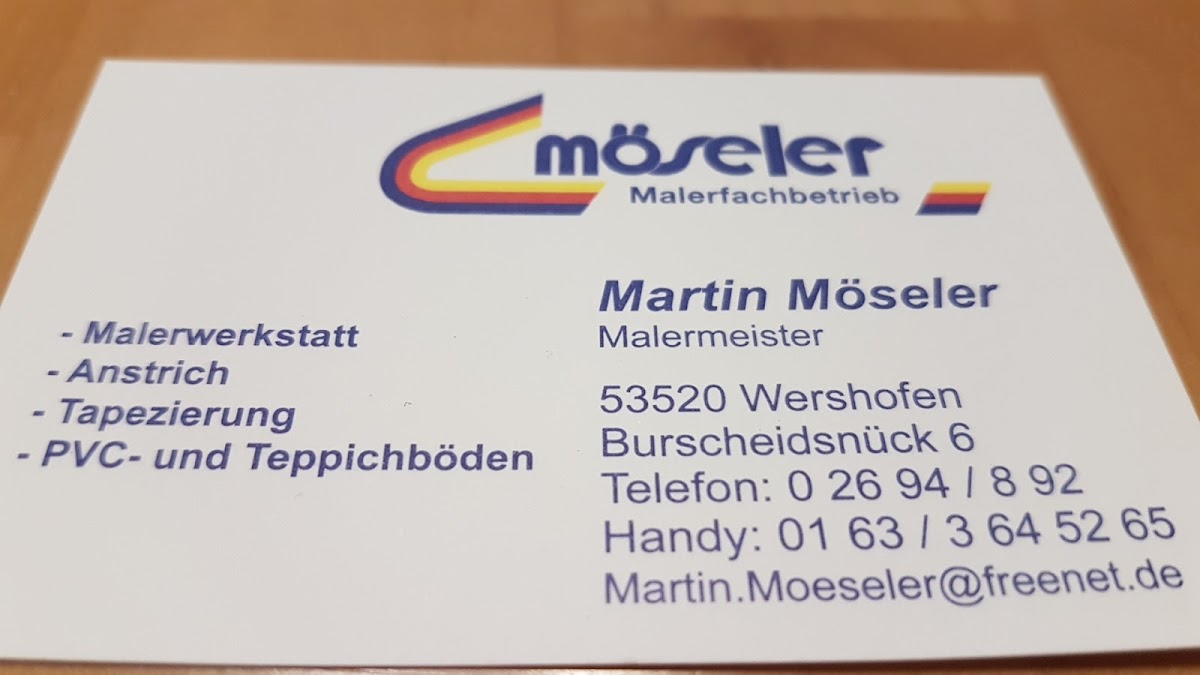 möseler
Malerfachbetrieb
- Malerwerkstatt
- Anstrich
- Tapezierung
- PVC- und Teppichböden
Martin Möseler
Malermeister
53520 Wershofen
Burscheidsnück 6
Telefon: 0 26 94 / 8 92
Handy: 01 63 / 3 64 52 65
Martin.Moeseler@freenet.de